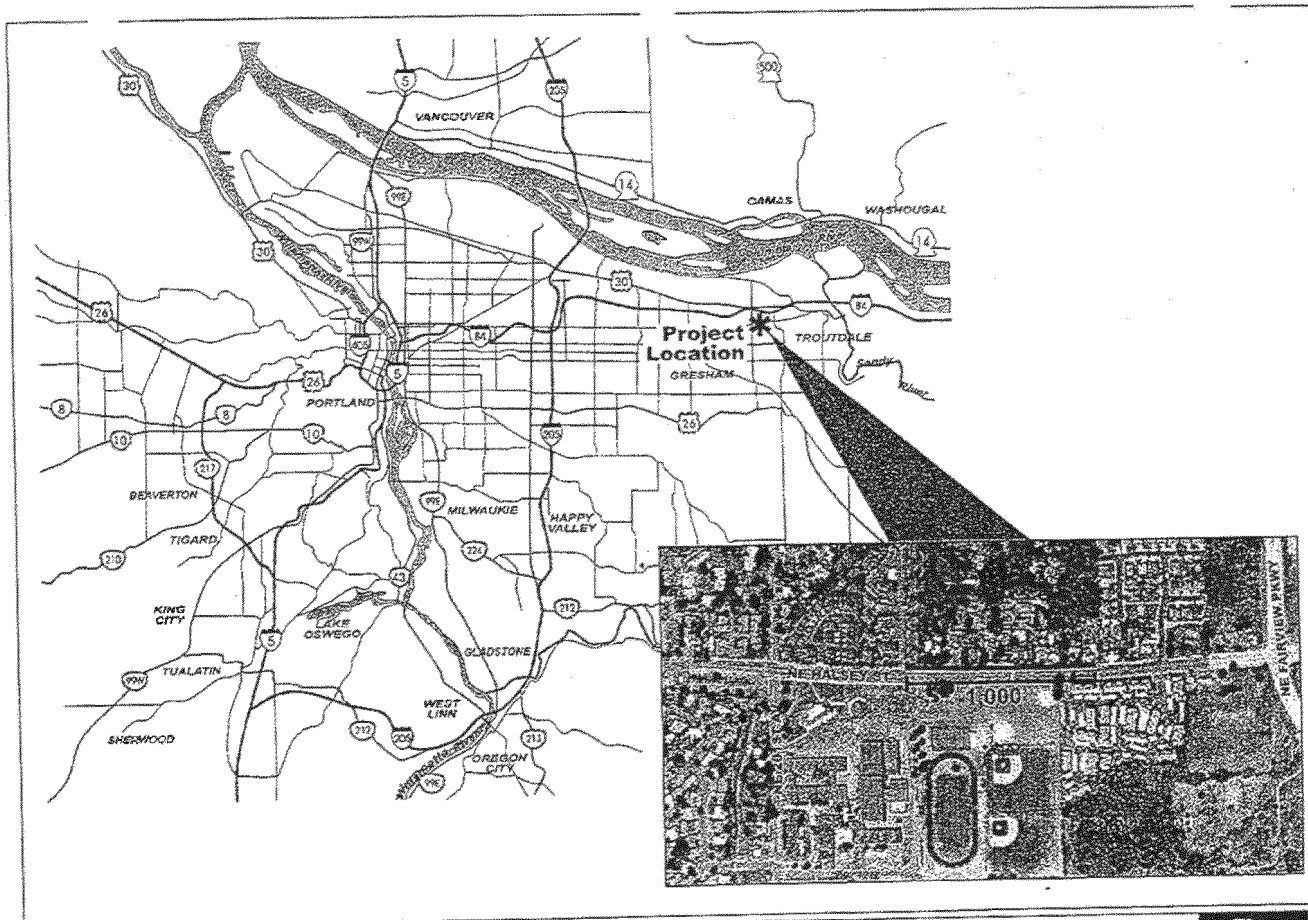 30
5
205
500
VANCOUVER
99E
14
CAMAS
WASHOUGAL
14
99W
30
26
30
84
405
84
Project
Location
TROUTDALE
Sandy
River
GRESHAM
5
26
PORTLAND
8
8
10
10
26
205
217
BEAVERTON
99E
MILWAUKIE
HAPPY
VALLEY
TIGARD
210
224
43
KING
CITY
212
LAKE
OSWEGO
5
GLADSTONE
TUALATIN
99W
WEST
LINN
SHERWOOD
212
205
213
OREGON
CITY
99E
NE HALSEY ST
1,000'
NE FAIRVIEW PKWY